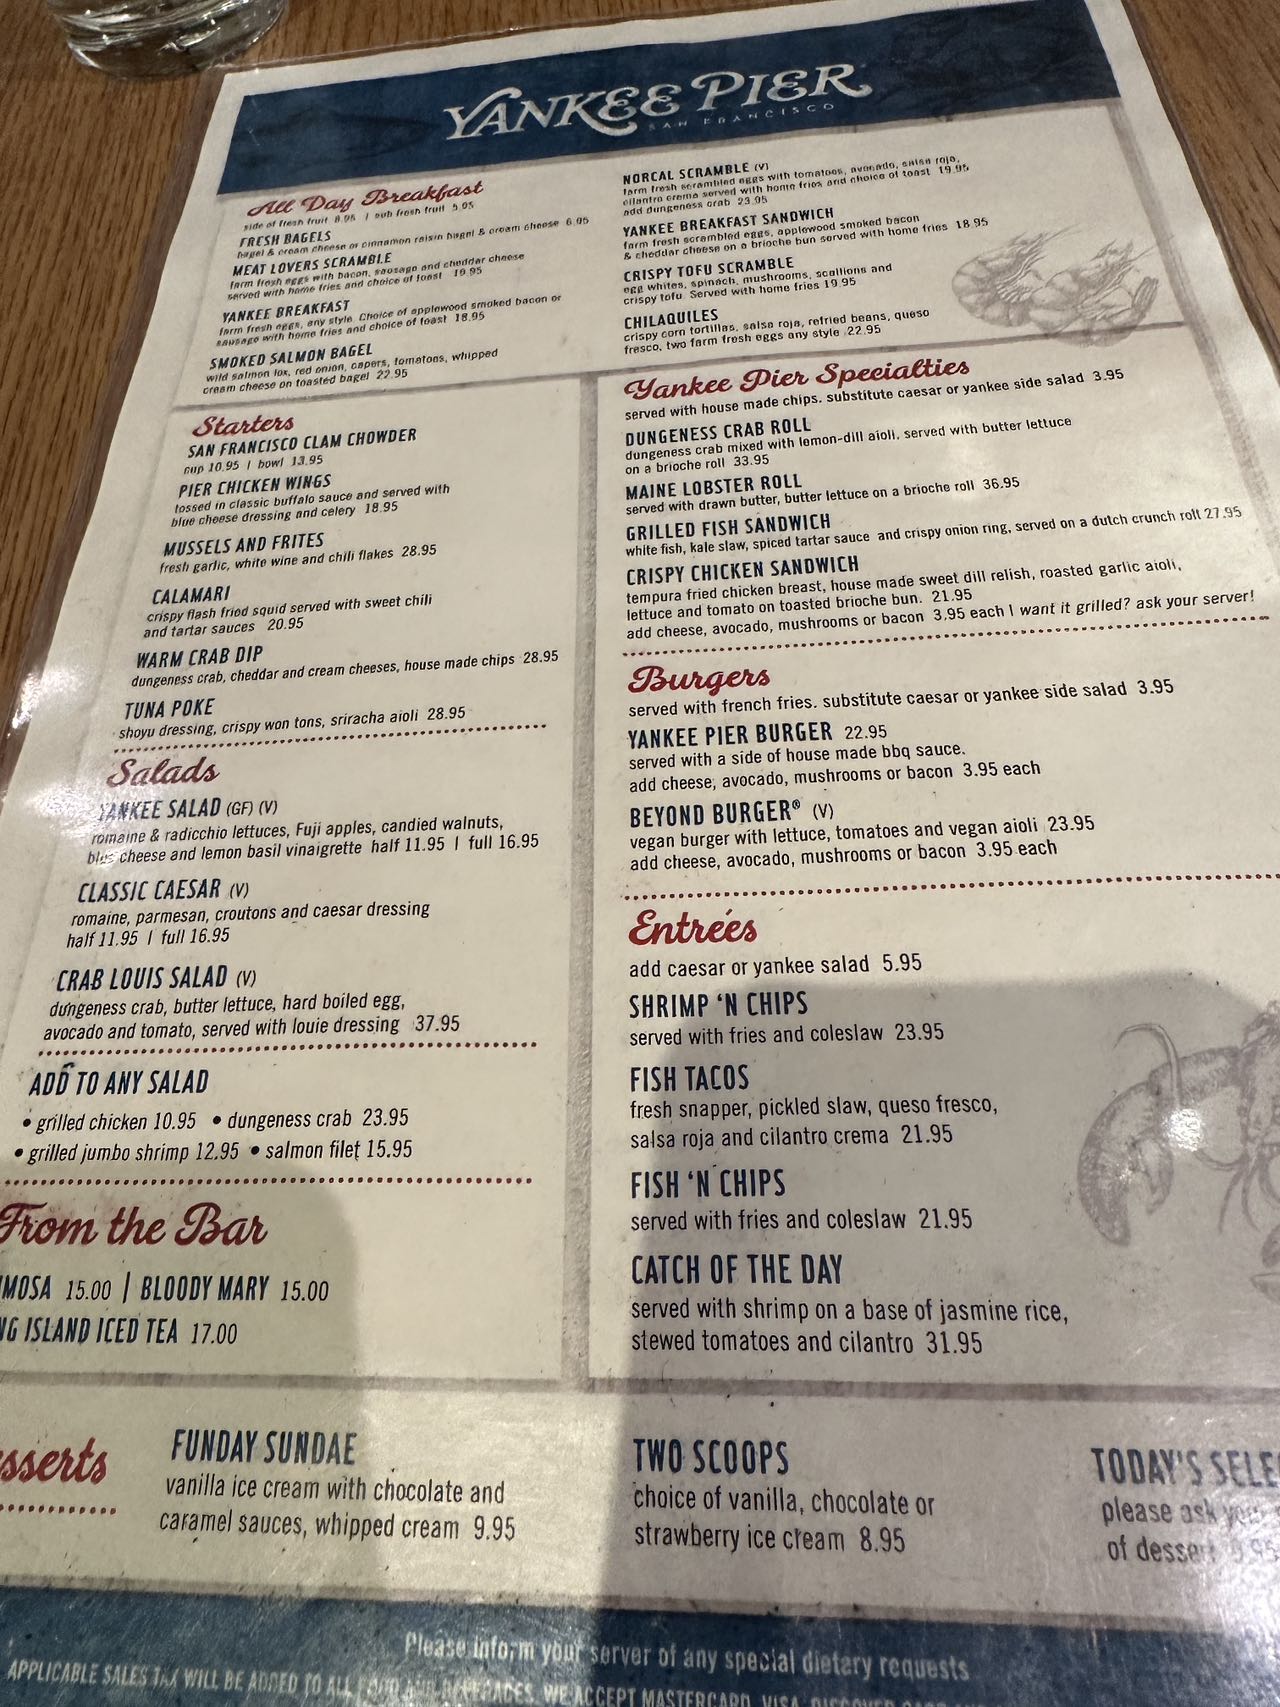 YANKEE PIER
SAN FRANCISCO
All Day Breakfast
side of fresh fruit 8.95 | sub fresh fruit 5.95
FRESH BAGELS
bagel & cream cheese or cinnamon raisin bagel & cream cheese 6.95
MEAT LOVERS SCRAMBLE
farm fresh eggs with bacon, sausage and cheddar cheese
served with home fries and choice of toast 19.95
YANKEE BREAKFAST
farm fresh eggs, any style. Choice of applewood smoked bacon or
sausage with home fries and choice of toast 18.95
SMOKED SALMON BAGEL
wild salmon lox, red onion, capers, tomatoes, whipped
cream cheese on toasted bagel 22.95
NORCAL SCRAMBLE (V)
farm fresh scrambled eggs with tomatoes, avocado, salsa roja,
cilantro crema served with home fries and choice of toast 19.95
add dungeness crab 23.95
YANKEE BREAKFAST SANDWICH
farm fresh scrambled eggs, applewood smoked bacon
& cheddar cheese on a brioche bun served with home fries 18.95
CRISPY TOFU SCRAMBLE
egg whites, spinach, mushrooms, scallions and
crispy tofu. Served with home fries 19.95
CHILAQUILES
crispy corn tortillas, salsa roja, refried beans, queso
fresco, two farm fresh eggs any style 22.95
Starters
SAN FRANCISCO CLAM CHOWDER
cup 10.95 | bowl 13.95
PIER CHICKEN WINGS
tossed in classic buffalo sauce and served with
blue cheese dressing and celery 18.95
MUSSELS AND FRITES
fresh garlic, white wine and chili flakes 28.95
CALAMARI
crispy flash fried squid served with sweet chili
and tartar sauces 20.95
WARM CRAB DIP
dungeness crab, cheddar and cream cheeses, house made chips 28.95
TUNA POKE
shoyu dressing, crispy won tons, sriracha aioli 28.95
Salads
YANKEE SALAD (GF) (V)
romaine & radicchio lettuces, Fuji apples, candied walnuts,
blue cheese and lemon basil vinaigrette half 11.95 | full 16.95
CLASSIC CAESAR (V)
romaine, parmesan, croutons and caesar dressing
half 11.95 | full 16.95
CRAB LOUIS SALAD (V)
dungeness crab, butter lettuce, hard boiled egg,
avocado and tomato, served with louie dressing 37.95
ADD TO ANY SALAD
• grilled chicken 10.95 • dungeness crab 23.95
• grilled jumbo shrimp 12.95 • salmon filet 15.95
From the Bar
MOSA 15.00 | BLOODY MARY 15.00
NG ISLAND ICED TEA 17.00
Yankee Pier Specialties
served with house made chips. substitute caesar or yankee side salad 3.95
DUNGENESS CRAB ROLL
dungeness crab mixed with lemon-dill aioli, served with butter lettuce
on a brioche roll 33.95
MAINE LOBSTER ROLL
served with drawn butter, butter lettuce on a brioche roll 36.95
GRILLED FISH SANDWICH
white fish, kale slaw, spiced tartar sauce and crispy onion ring, served on a dutch crunch roll 27.95
CRISPY CHICKEN SANDWICH
tempura fried chicken breast, house made sweet dill relish, roasted garlic aioli,
lettuce and tomato on toasted brioche bun. 21.95
add cheese, avocado, mushrooms or bacon 3.95 each | want it grilled? ask your server!
Burgers
served with french fries. substitute caesar or yankee side salad 3.95
YANKEE PIER BURGER 22.95
served with a side of house made bbq sauce.
add cheese, avocado, mushrooms or bacon 3.95 each
BEYOND BURGER® (V)
vegan burger with lettuce, tomatoes and vegan aioli 23.95
add cheese, avocado, mushrooms or bacon 3.95 each
Entrées
add caesar or yankee salad 5.95
SHRIMP 'N CHIPS
served with fries and coleslaw 23.95
FISH TACOS
fresh snapper, pickled slaw, queso fresco,
salsa roja and cilantro crema 21.95
FISH 'N CHIPS
served with fries and coleslaw 21.95
CATCH OF THE DAY
served with shrimp on a base of jasmine rice,
stewed tomatoes and cilantro 31.95
sserts
FUNDAY SUNDAE
vanilla ice cream with chocolate and
caramel sauces, whipped cream 9.95
TWO SCOOPS
choice of vanilla, chocolate or
strawberry ice cream 8.95
TODAY'S SELE
please ask your
of dessert 9.95
Please inform your server of any special dietary requests
APPLICABLE SALES TAX WILL BE ADDED TO ALL FOOD AND BEVERAGES. WE ACCEPT MASTERCARD, VISA, DISCOVER